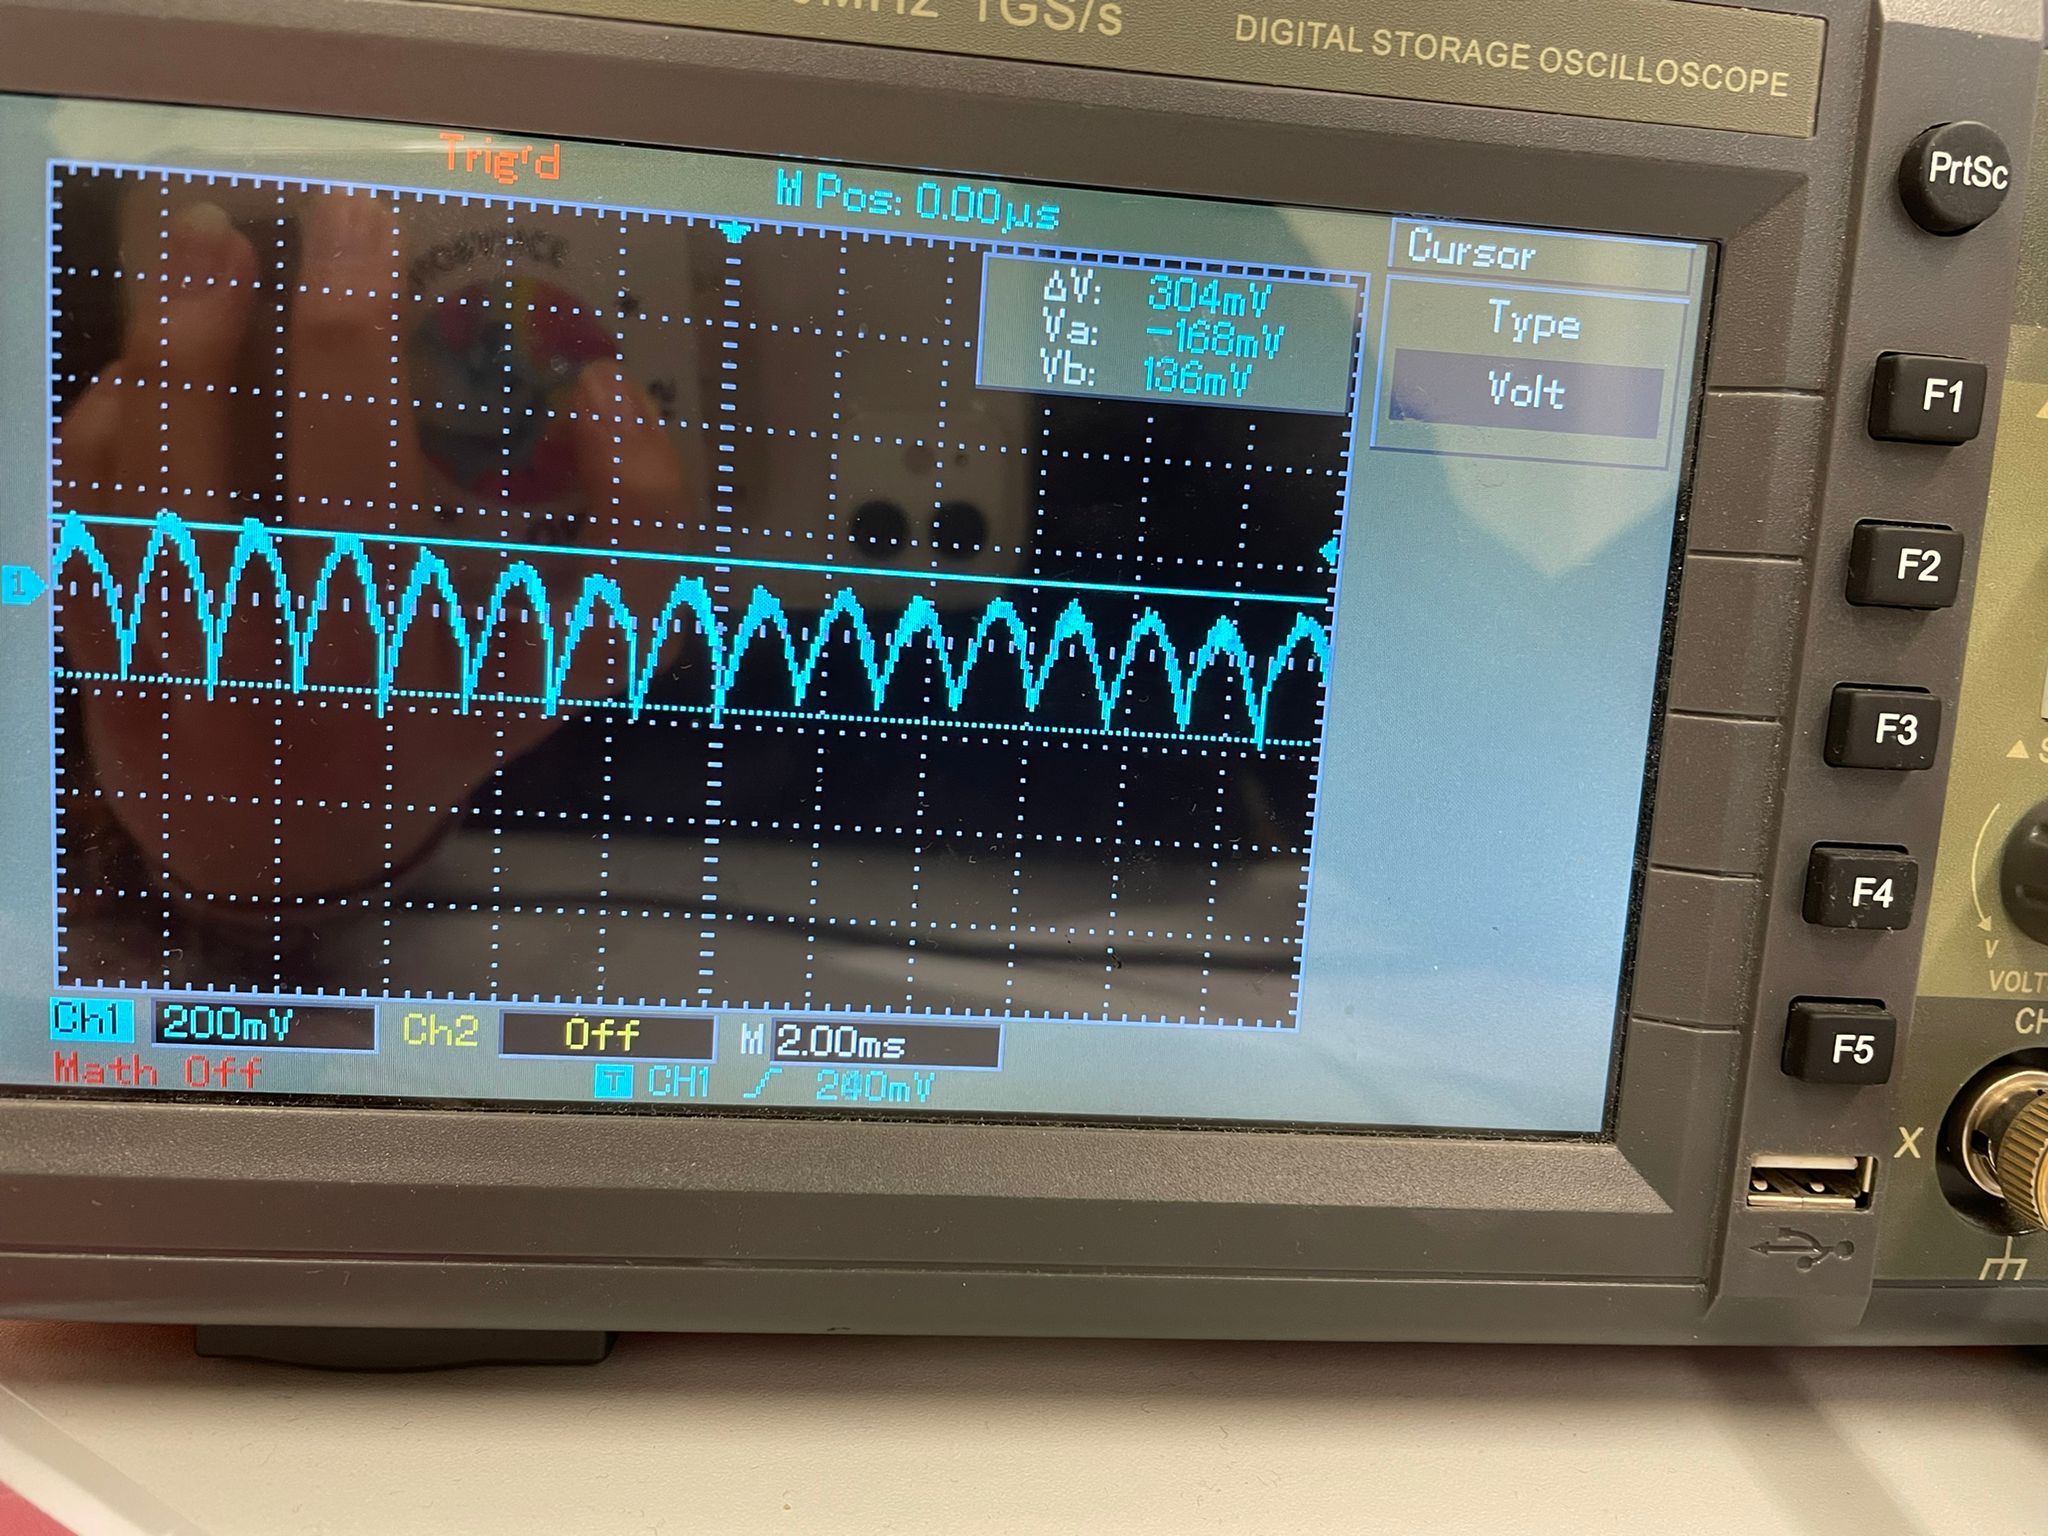 1GS/s
DIGITAL STORAGE OSCILLOSCOPE
PrtSc
Trig'd
M Pos: 0.00µs
Cursor
ΔV: 304mV
Va: -168mV
Vb: 136mV
Type
Volt
F1
F2
F3
F4
F5
1
Ch1 200mV Ch2 Off M 2.00ms
Math Off
T CH1
V
X